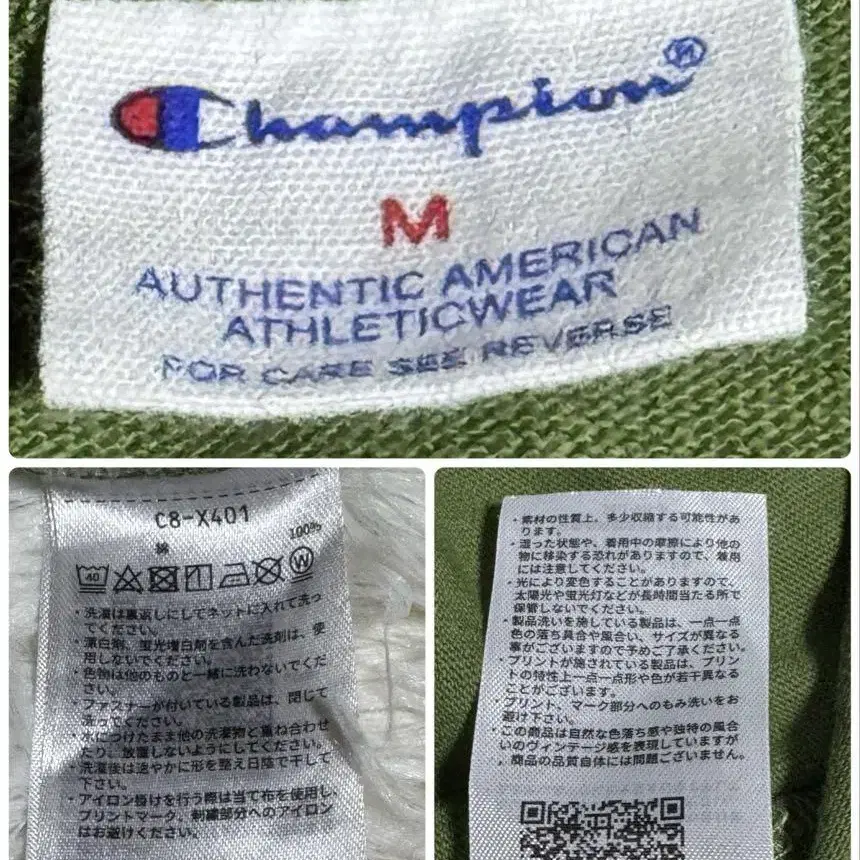 Champion®
M
AUTHENTIC AMERICAN
ATHLETICWEAR
FOR CARE SEE REVERSE
C8-X401
綿 100%
40
W
・洗濯は裏返しにしてネットに入れて洗っ
てください。
・漂白剤、蛍光増白剤を含んだ洗剤は、使
用しないでください。
・色物は他のものと一緒に洗わないでくだ
さい。
・ファスナーが付いている製品は、閉じて
洗ってください。
・水につけたまま他の洗濯物と重ね合わせ
たり、放置しないようにしてください。
・洗濯後は速やかに形を整え日陰で干して
下さい。
・アイロン掛けを行う際は当て布を使用し、
プリントマーク、刺繍部分へのアイロン
はお避けください。
・素材の性質上、多少収縮する可能性があ
ります。
・湿った状態や、着用中の摩擦により他の
物に移染する恐れがありますので、着用
には注意してください。
・光により変色することがありますので、
太陽光や蛍光灯などが長時間当たる所で
保管しないでください。
・製品洗いを施している製品は、一点一点
色の落ち具合や風合い、サイズが異なる
事がございますので予めご了承ください。
・プリントが施されている製品は、プリン
トの特性上一点一点形や色が若干異なる
ことがございます。
・プリント、マーク部分へのもみ洗いをお
避け下さい。
・この商品は自然な色落ち感や独特の風合
いのヴィンテージ感を表現していますが
、商品の品質自体には問題ございません。